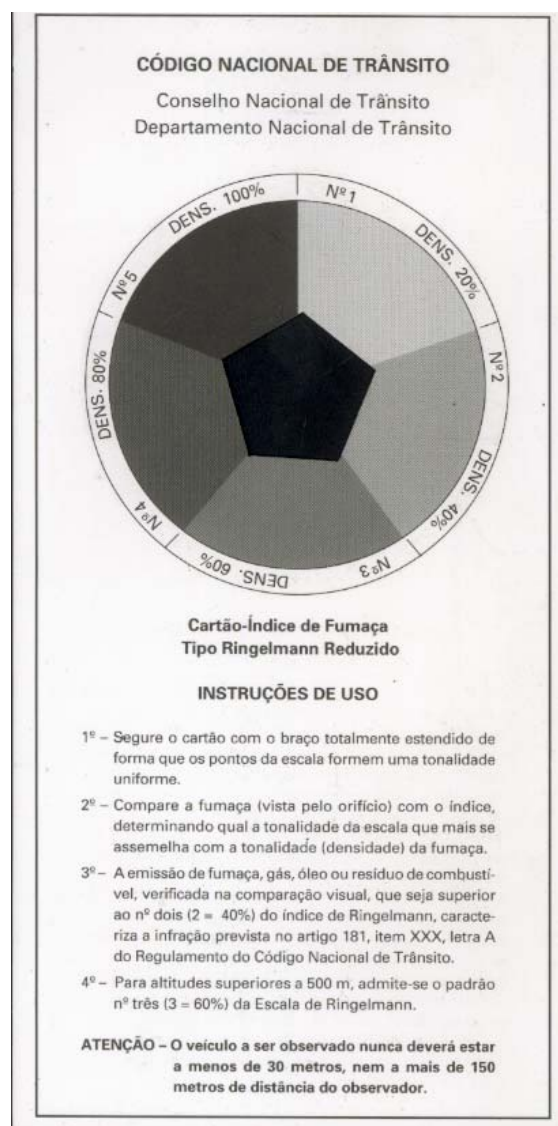 CÓDIGO NACIONAL DE TRÂNSITO
Conselho Nacional de Trânsito
Departamento Nacional de Trânsito
Nº 1
DENS. 20%
Nº 2
DENS. 40%
Nº 3
DENS. 60%
Nº 4
DENS. 80%
Nº 5
DENS. 100%
Cartão-Índice de Fumaça
Tipo Ringelmann Reduzido
INSTRUÇÕES DE USO
1º – Segure o cartão com o braço totalmente estendido de
forma que os pontos da escala formem uma tonalidade
uniforme.
2º – Compare a fumaça (vista pelo orifício) com o índice,
determinando qual a tonalidade da escala que mais se
assemelha com a tonalidade (densidade) da fumaça.
3º – A emissão de fumaça, gás, óleo ou resíduo de combustí-
vel, verificada na comparação visual, que seja superior
ao nº dois (2 = 40%) do índice de Ringelmann, caracte-
riza a infração prevista no artigo 181, item XXX, letra A
do Regulamento do Código Nacional de Trânsito.
4º – Para altitudes superiores a 500 m, admite-se o padrão
nº três (3 = 60%) da Escala de Ringelmann.
ATENÇÃO – O veículo a ser observado nunca deverá estar
a menos de 30 metros, nem a mais de 150
metros de distância do observador.